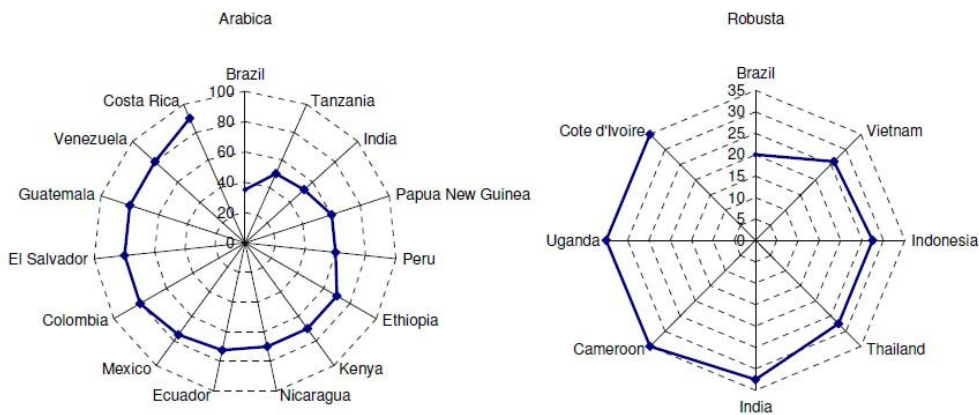 Arabica
Brazil
Tanzania
India
Papua New Guinea
Peru
Ethiopia
Kenya
Nicaragua
Ecuador
Mexico
Colombia
El Salvador
Guatemala
Venezuela
Costa Rica
100
80
60
40
20
0
Robusta
Brazil
Vietnam
Indonesia
Thailand
India
Cameroon
Uganda
Cote d'Ivoire
35
30
25
20
15
10
5
0